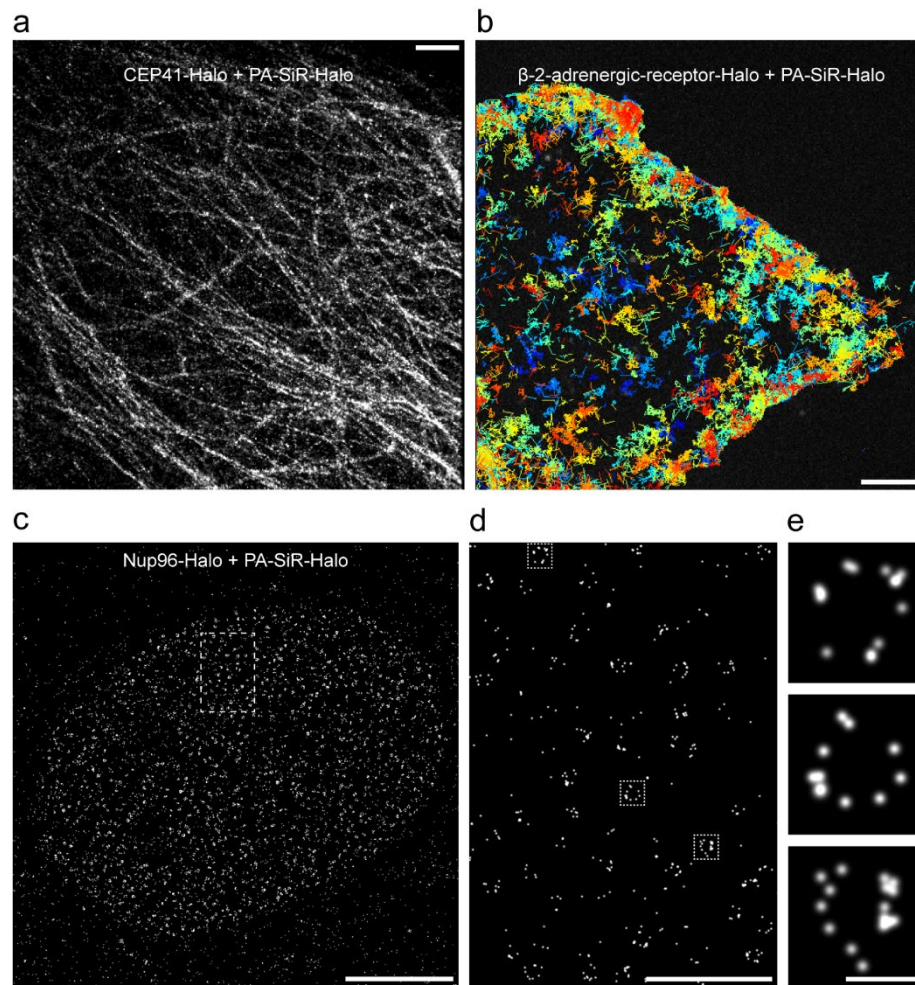 a
CEP41-Halo + PA-SiR-Halo
b
β-2-adrenergic-receptor-Halo + PA-SiR-Halo
c
Nup96-Halo + PA-SiR-Halo
d
e